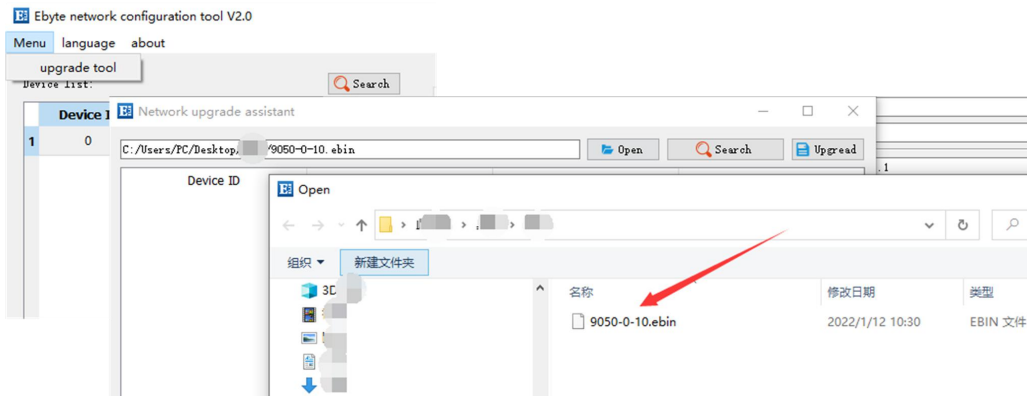 Ebyte network configuration tool V2.0
Menu language about
upgrade tool
Device list:
Search
Device I
1 0
Network upgrade assistant
C:/Users/PC/Desktop/ /9050-0-10.ebin
Open
Search
Upgread
.1
Device ID
Open
组织
新建文件夹
3D
名称 修改日期 类型
9050-0-10.ebin 2022/1/12 10:30 EBIN 文件